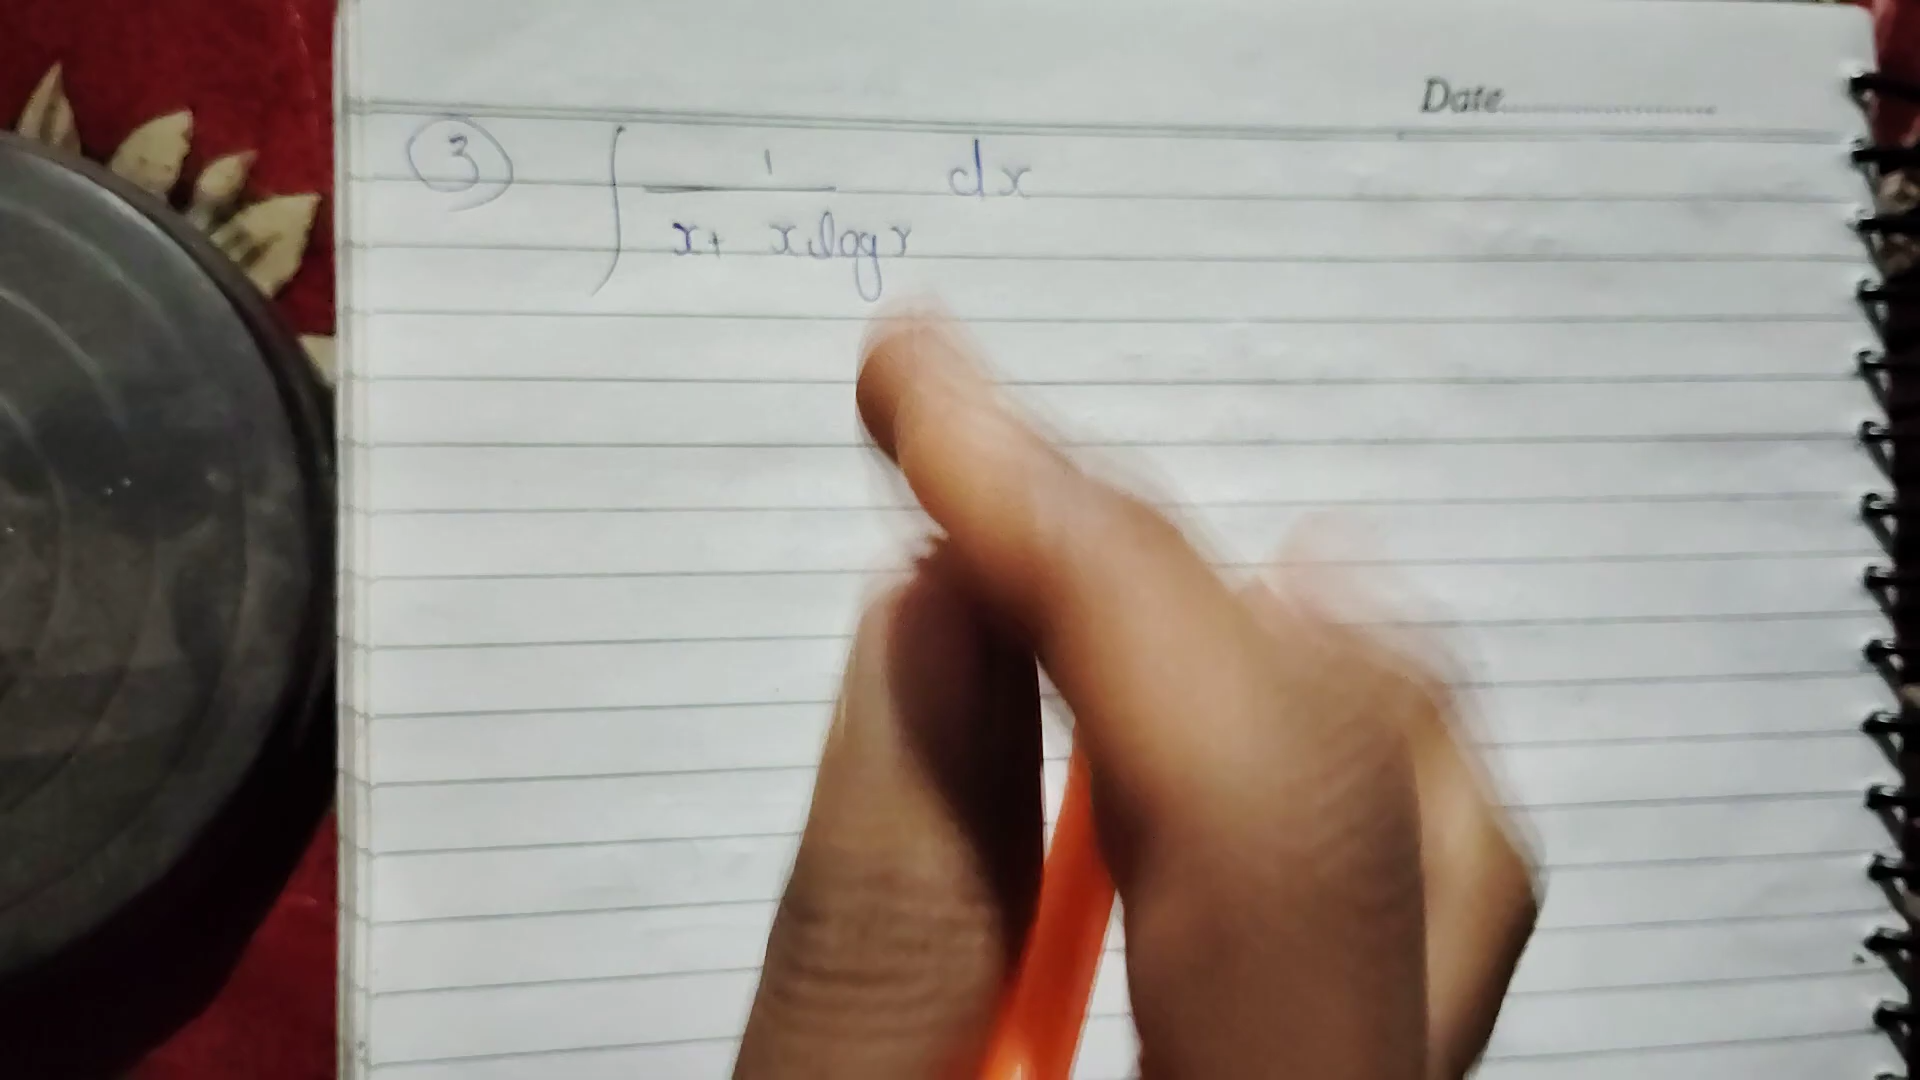 Date
③ ∫ 1 / (x + x log x) dx